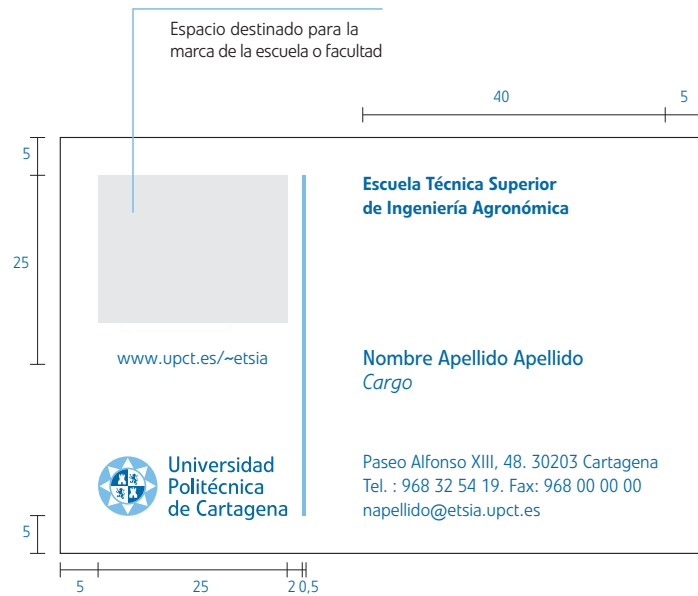 Espacio destinado para la
marca de la escuela o facultad
40
5
5
Escuela Técnica Superior
de Ingeniería Agronómica
25
www.upct.es/~etsia
Nombre Apellido Apellido
Cargo
Universidad
Politécnica
de Cartagena
Paseo Alfonso XIII, 48. 30203 Cartagena
Tel. : 968 32 54 19. Fax: 968 00 00 00
napellido@etsia.upct.es
5
5
25
2
0,5